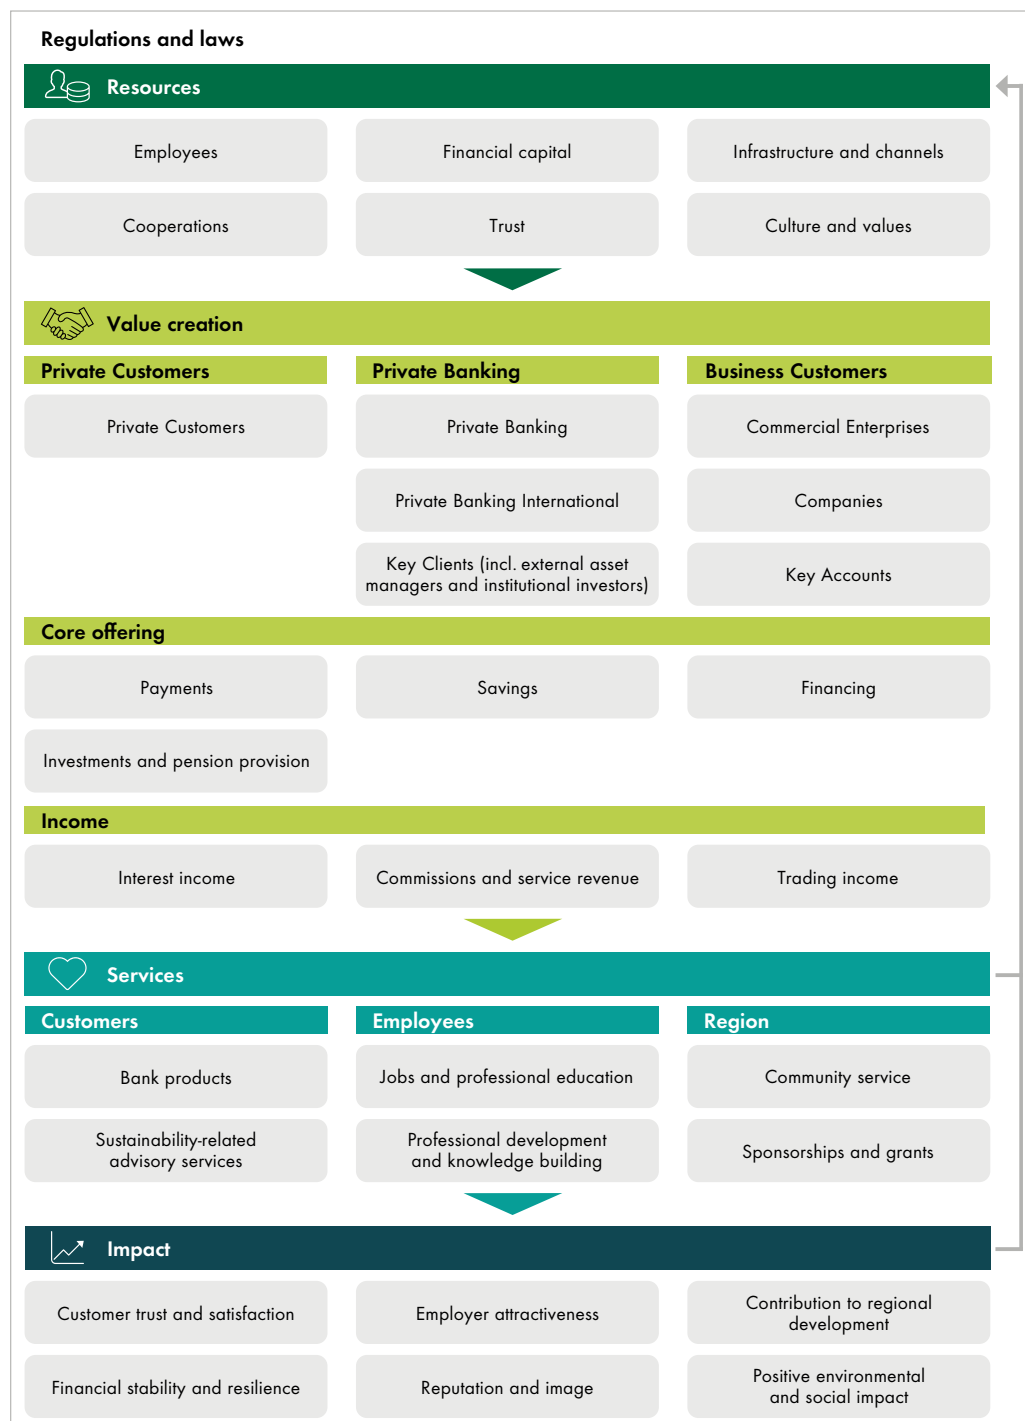 Regulations and laws
Resources
Employees
Financial capital
Infrastructure and channels
Cooperations
Trust
Culture and values
Value creation
Private Customers
Private Banking
Business Customers
Private Customers
Private Banking
Commercial Enterprises
Private Banking International
Companies
Key Clients (incl. external asset
managers and institutional investors)
Key Accounts
Core offering
Payments
Savings
Financing
Investments and pension provision
Income
Interest income
Commissions and service revenue
Trading income
Services
Customers
Employees
Region
Bank products
Jobs and professional education
Community service
Sustainability-related
advisory services
Professional development
and knowledge building
Sponsorships and grants
Impact
Customer trust and satisfaction
Employer attractiveness
Contribution to regional
development
Financial stability and resilience
Reputation and image
Positive environmental
and social impact